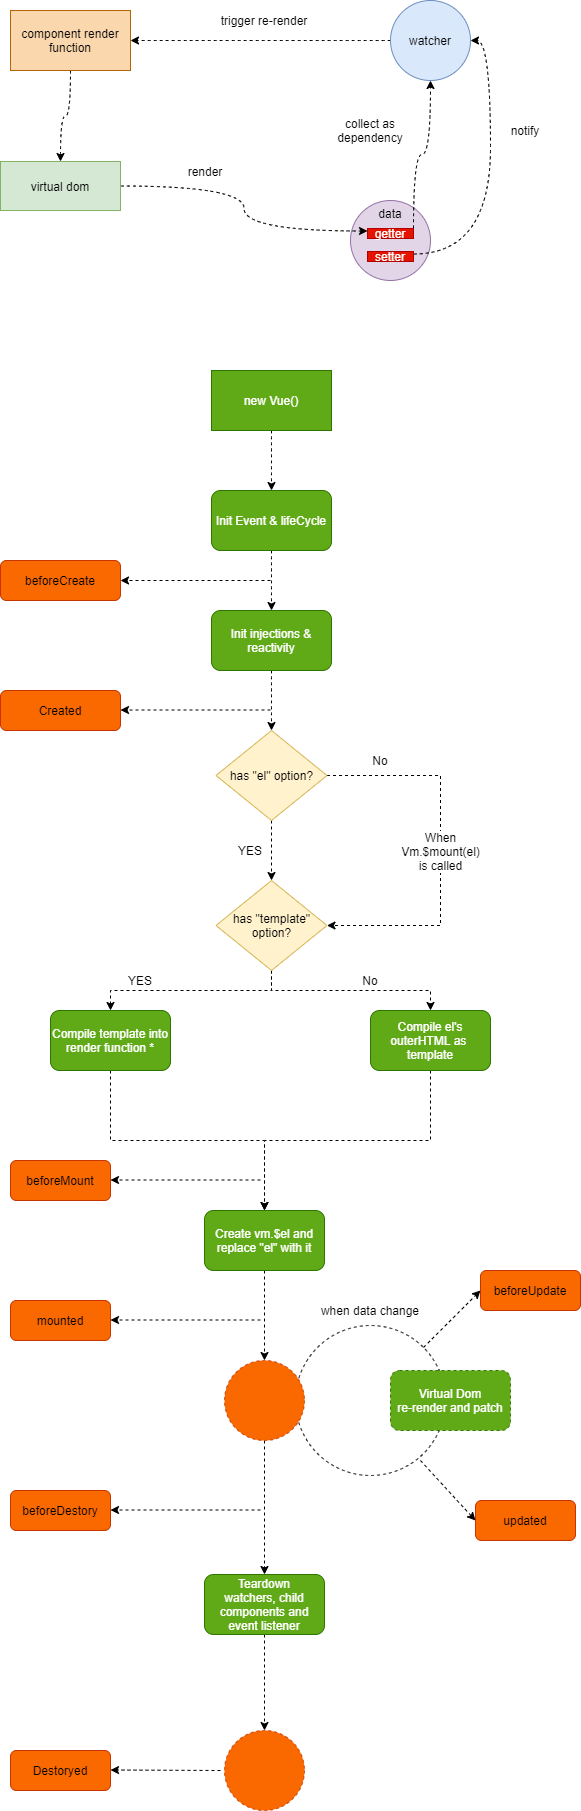 trigger re-render
component render
function
watcher
collect as
dependency
notify
render
virtual dom
data
getter
setter
new Vue()
Init Event & lifeCycle
beforeCreate
Init injections &
reactivity
Created
has "el" option?
No
When
Vm.$mount(el)
is called
YES
has "template"
option?
YES
No
Compile template into
render function *
Compile el's
outerHTML as
template
beforeMount
Create vm.$el and
replace "el" with it
beforeUpdate
when data change
mounted
Virtual Dom
re-render and patch
beforeDestory
updated
Teardown
watchers, child
components and
event listener
Destoryed